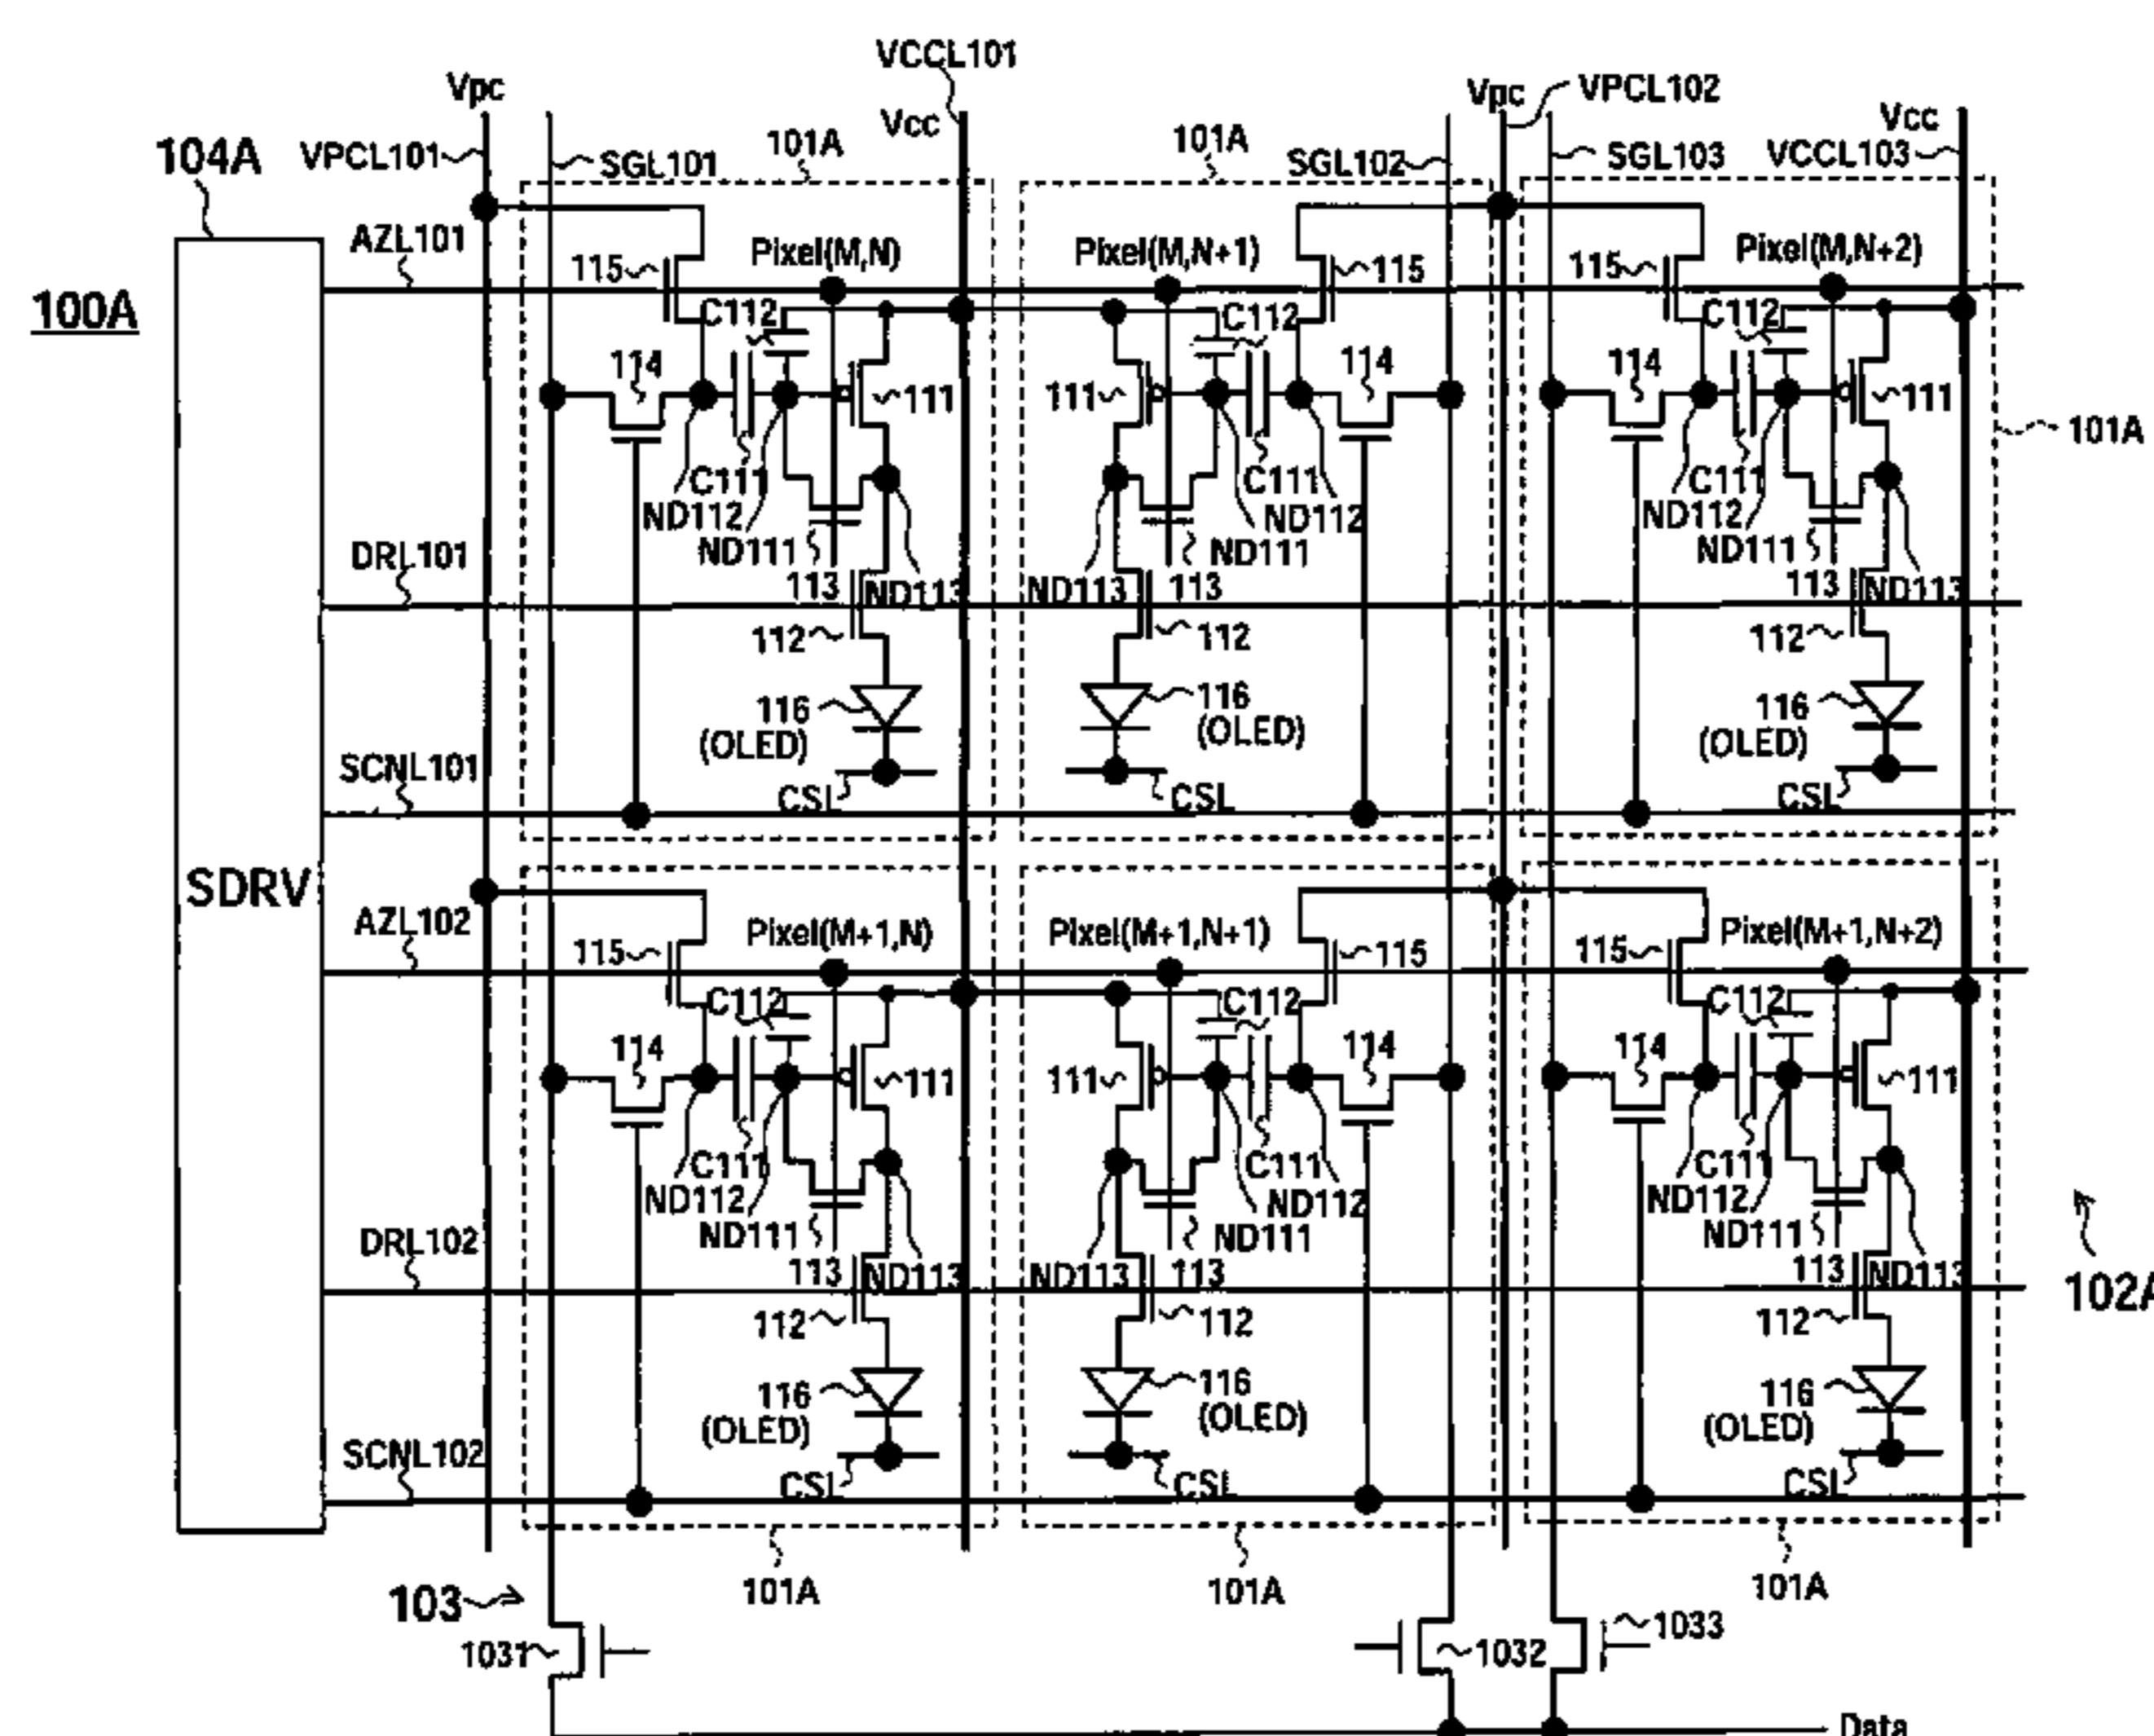 VCCL101
Vpc
Vpc
VPCL102
Vcc
Vcc
104A
VPCL101
SGL101
101A
101A
SGL102
SGL103
VCCL103
AZL101
Pixel(M,N)
Pixel(M,N+1)
Pixel(M,N+2)
115
115
115
100A
C112
C112
C112
114
111
111
114
114
111
101A
C111
C111
C111
ND112
ND112
ND112
ND111
ND111
ND111
DRL101
113
ND113
ND113
113
113
ND113
112
112
112
116
(OLED)
116
(OLED)
116
(OLED)
SCNL101
CSL
CSL
CSL
SDRV
AZL102
Pixel(M+1,N)
Pixel(M+1,N+1)
Pixel(M+1,N+2)
115
115
115
C112
C112
C112
114
111
111
114
114
111
C111
C111
C111
ND112
ND112
ND112
ND111
ND111
ND111
DRL102
113
ND113
ND113
113
113
ND113
102A
112
112
112
116
(OLED)
116
(OLED)
116
(OLED)
SCNL102
CSL
CSL
CSL
103
101A
101A
101A
1031
1032
1033
Data